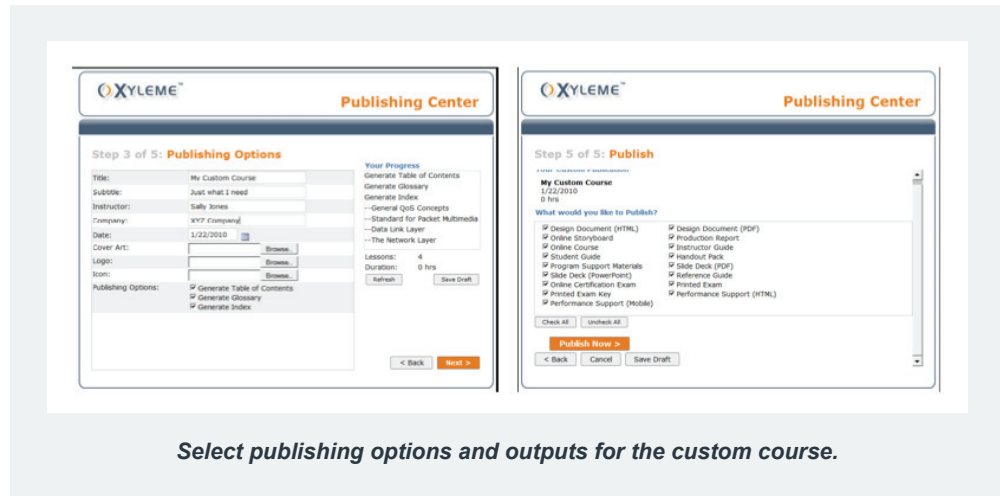 XYLEME™
Publishing Center
Step 3 of 5: Publishing Options
Title: My Custom Course
Subtitle: Just what I need
Instructor: Sally Jones
Company: XYZ Company
Date: 1/22/2010
Cover Art: Browse..
Logo: Browse..
Icon: Browse..
Publishing Options: Generate Table of Contents
Generate Glossary
Generate Index
Your Progress
Generate Table of Contents
Generate Glossary
Generate Index
---General QoS Concepts
---Standard for Packet Multimedia
---Data Link Layer
---The Network Layer
Lessons: 4
Duration: 0 hrs
Refresh Save Draft
< Back Next >
XYLEME™
Publishing Center
Step 5 of 5: Publish
Your Custom Publication
My Custom Course
1/22/2010
0 hrs
What would you like to Publish?
Design Document (HTML) Design Document (PDF)
Online Storyboard Production Report
Online Course Instructor Guide
Student Guide Handout Pack
Program Support Materials Slide Deck (PDF)
Slide Deck (PowerPoint) Reference Guide
Online Certification Exam Printed Exam
Printed Exam Key Performance Support (HTML)
Performance Support (Mobile)
Check All Uncheck All
Publish Now >
< Back Cancel Save Draft
Select publishing options and outputs for the custom course.